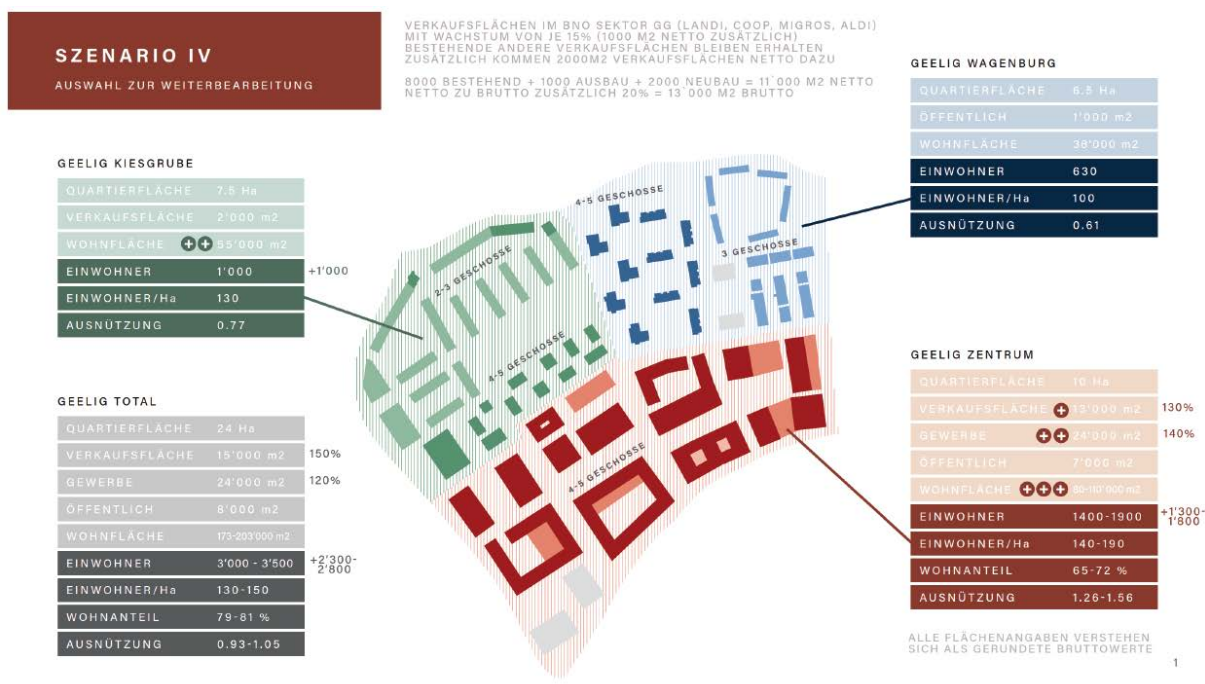 SZENARIO IV
AUSWAHL ZUR WEITERBEARBEITUNG
VERKAUFSFLÄCHEN IM BNO SEKTOR GG (LANDI, COOP, MIGROS, ALDI)
MIT WACHSTUM VON JE 15% (1000 M2 NETTO ZUSÄTZLICH)
BESTEHENDE ANDERE VERKAUFSFLÄCHEN BLEIBEN ERHALTEN
ZUSÄTZLICH KOMMEN 2000M2 VERKAUFSFLÄCHEN NETTO DAZU
8000 BESTEHEND + 1000 AUSBAU + 2000 NEUBAU = 11`000 M2 NETTO
NETTO ZU BRUTTO ZUSÄTZLICH 20% = 13`000 M2 BRUTTO
GEELIG WAGENBURG
QUARTIERFLÄCHE 6.5 Ha
ÖFFENTLICH 1'000 m2
WOHNFLÄCHE 38'000 m2
EINWOHNER 630
EINWOHNER/Ha 100
AUSNÜTZUNG 0.61
GEELIG KIESGRUBE
QUARTIERFLÄCHE 7.5 Ha
VERKAUFSFLÄCHE 2'000 m2
WOHNFLÄCHE ++ 55'000 m2
EINWOHNER 1'000 +1'000
EINWOHNER/Ha 130
AUSNÜTZUNG 0.77
4-5 GESCHOSSE
3 GESCHOSSE
2-3 GESCHOSSE
4-5 GESCHOSSE
4-5 GESCHOSSE
GEELIG TOTAL
QUARTIERFLÄCHE 24 Ha
VERKAUFSFLÄCHE 15'000 m2 150%
GEWERBE 24'000 m2 120%
ÖFFENTLICH 8'000 m2
WOHNFLÄCHE 173-203'000 m2
EINWOHNER 3'000 - 3'500 +2'300-
2'800
EINWOHNER/Ha 130-150
WOHNANTEIL 79-81 %
AUSNÜTZUNG 0.93-1.05
GEELIG ZENTRUM
QUARTIERFLÄCHE 10 Ha
VERKAUFSFLÄCHE + 13'000 m2 130%
GEWERBE ++ 24'000 m2 140%
ÖFFENTLICH 7'000 m2
WOHNFLÄCHE +++ 80-110'000 m2
EINWOHNER 1400-1900 +1'300-
1'800
EINWOHNER/Ha 140-190
WOHNANTEIL 65-72 %
AUSNÜTZUNG 1.26-1.56
ALLE FLÄCHENANGABEN VERSTEHEN
SICH ALS GERUNDETE BRUTTOWERTE
1